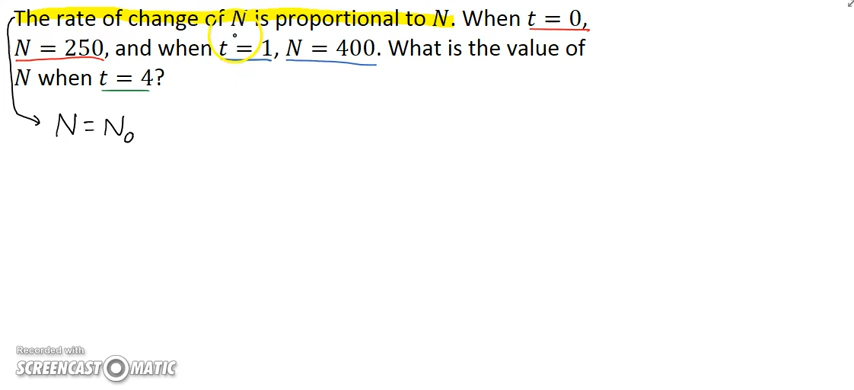 The rate of change of N is proportional to N. When t = 0,
N = 250, and when t = 1, N = 400. What is the value of
N when t = 4?
N = N₀
Recorded with
SCREENCAST MATIC